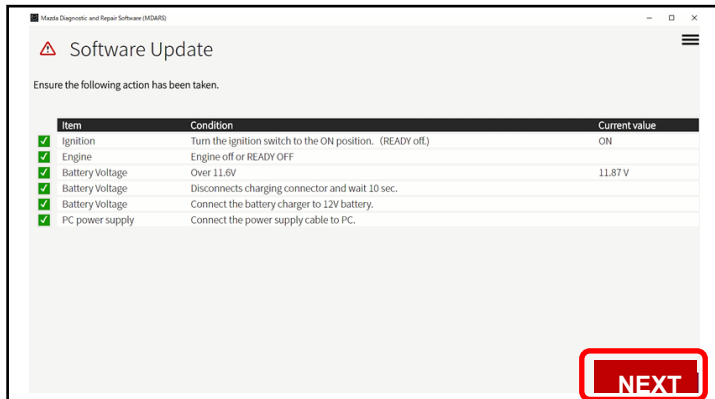 Mazda Diagnostic and Repair Software (MDARS)
Software Update
Ensure the following action has been taken.
Item Condition Current value
Ignition Turn the ignition switch to the ON position. (READY off.) ON
Engine Engine off or READY OFF
Battery Voltage Over 11.6V 11.87 V
Battery Voltage Disconnects charging connector and wait 10 sec.
Battery Voltage Connect the battery charger to 12V battery.
PC power supply Connect the power supply cable to PC.
NEXT